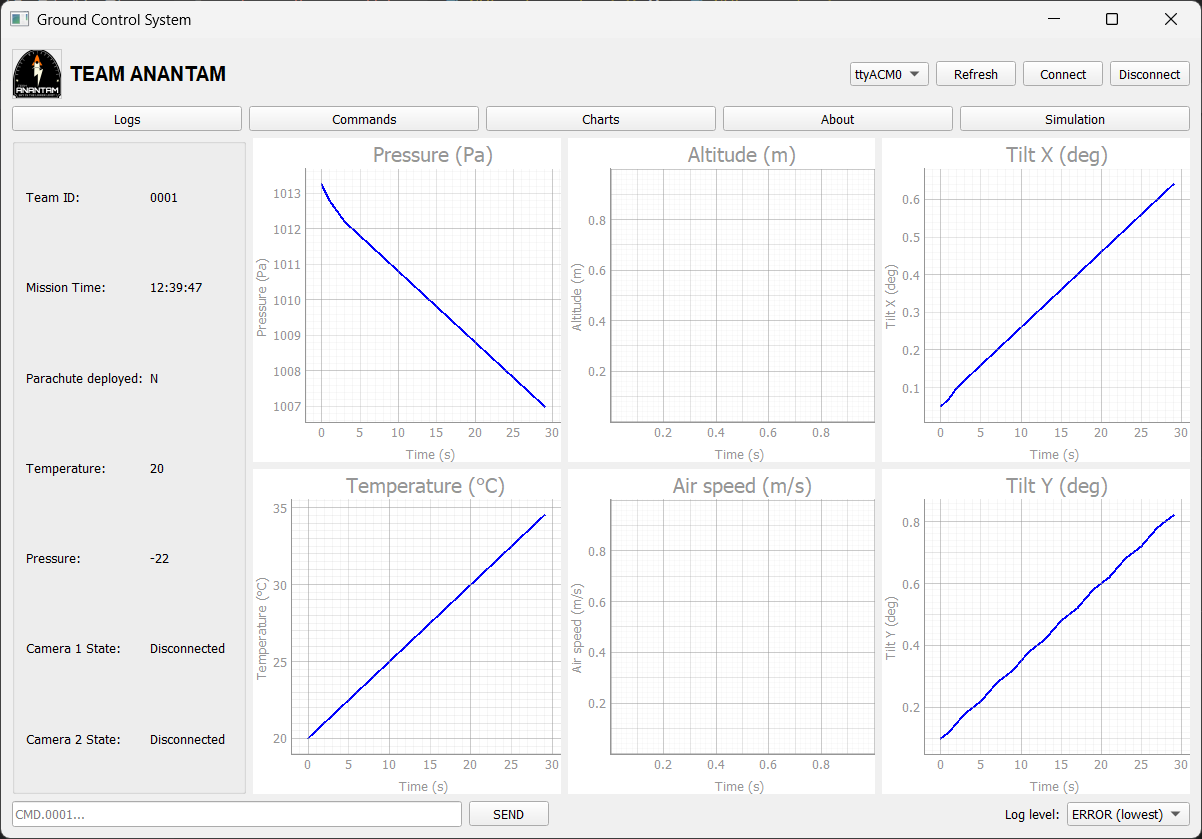 Ground Control System
ANANTAM
TEAM ANANTAM
ttyACM0
Refresh
Connect
Disconnect
Logs
Commands
Charts
About
Simulation
Team ID: 0001
Mission Time: 12:39:47
Parachute deployed: N
Temperature: 20
Pressure: -22
Camera 1 State: Disconnected
Camera 2 State: Disconnected
Pressure (Pa)
Pressure (Pa)
1013
1012
1011
1010
1009
1008
1007
0 5 10 15 20 25 30
Time (s)
Altitude (m)
Altitude (m)
0.8
0.6
0.4
0.2
0.2 0.4 0.6 0.8
Time (s)
Tilt X (deg)
Tilt X (deg)
0.6
0.5
0.4
0.3
0.2
0.1
0 5 10 15 20 25 30
Time (s)
Temperature (°C)
Temperature (°C)
35
30
25
20
0 5 10 15 20 25 30
Time (s)
Air speed (m/s)
Air speed (m/s)
0.8
0.6
0.4
0.2
0.2 0.4 0.6 0.8
Time (s)
Tilt Y (deg)
Tilt Y (deg)
0.8
0.6
0.4
0.2
0 5 10 15 20 25 30
Time (s)
CMD.0001...
SEND
Log level: ERROR (lowest)